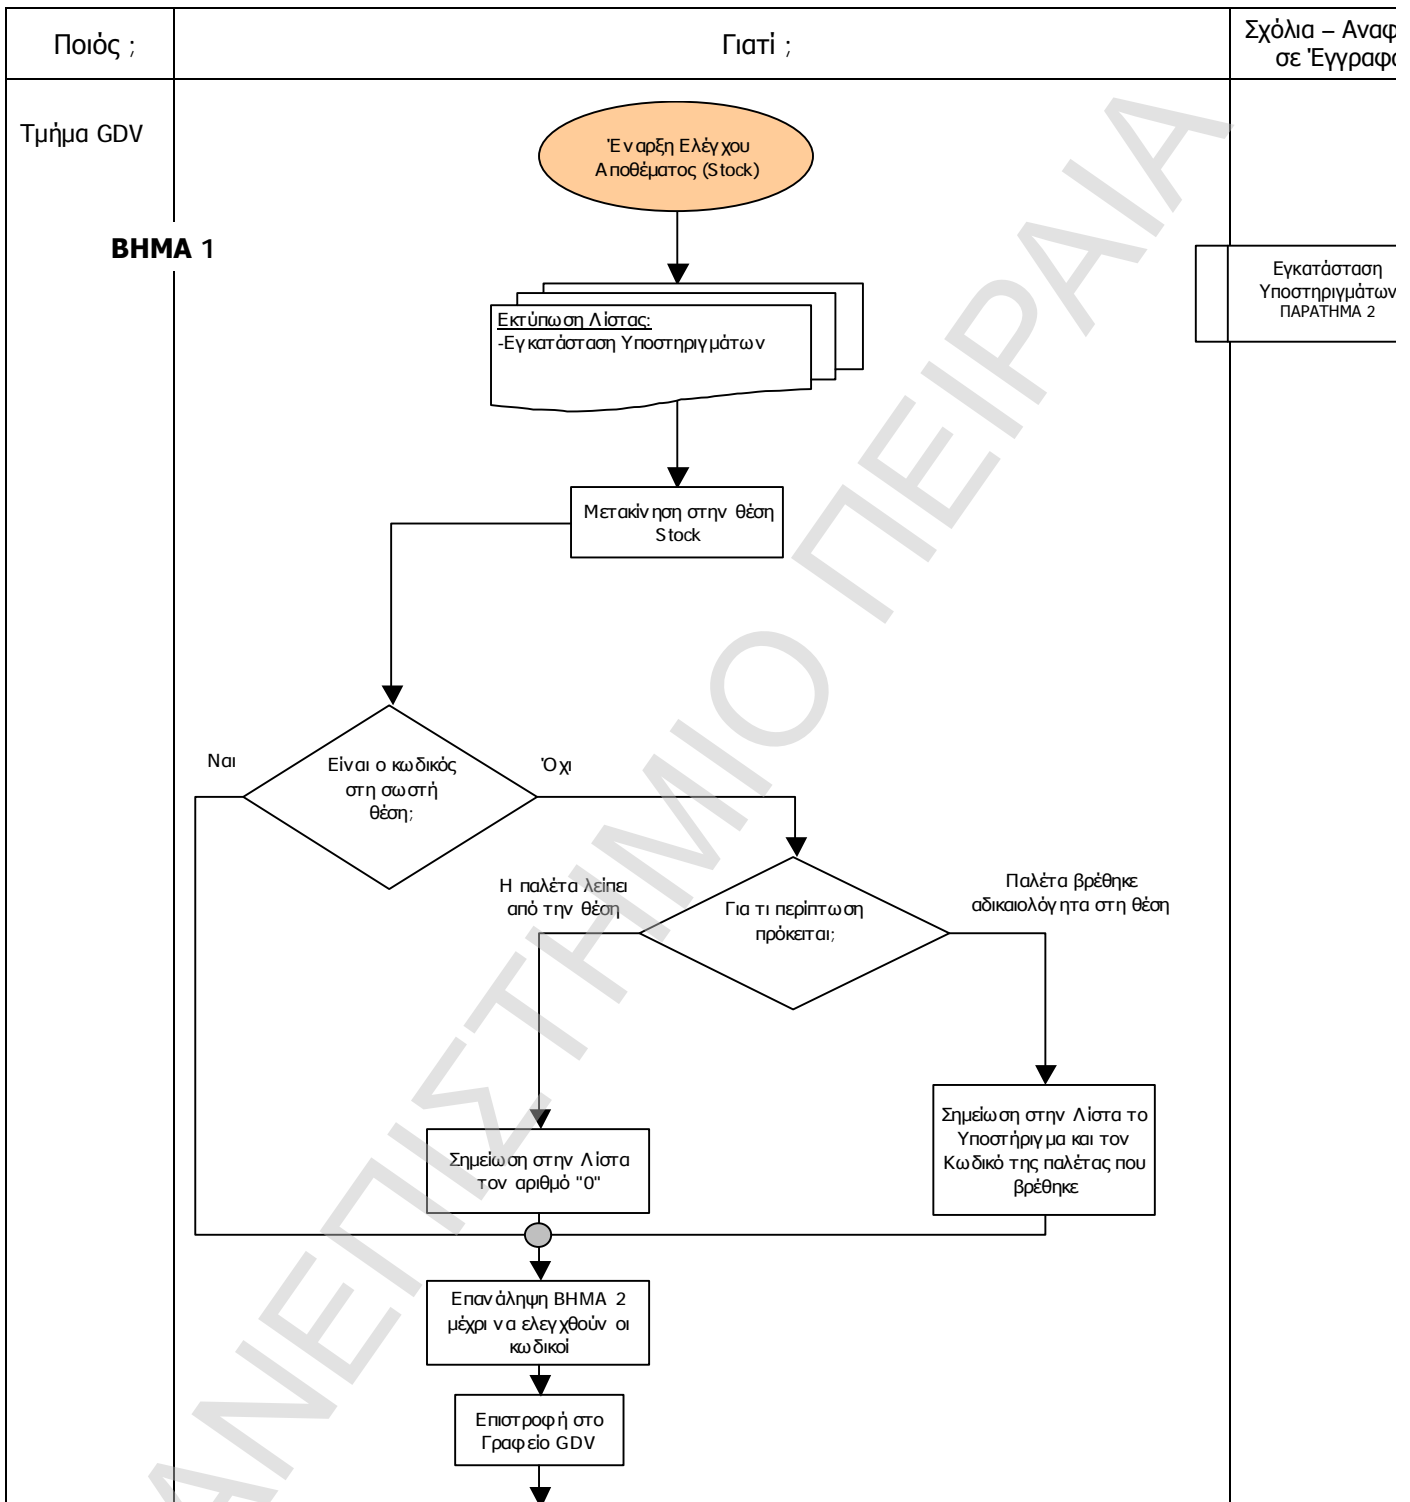 Ποιός ;
Γιατί ;
Σχόλια – Αναφ
σε Έγγραφα
Τμήμα GDV
Έναρξη Ελέγχου
Αποθέματος (Stock)
ΒΗΜΑ 1
Εγκατάσταση
Υποστηριγμάτων
ΠΑΡΑΤΗΜΑ 2
Εκτύπωση Λίστας:
-Εγκατάσταση Υποστηριγμάτων
Μετακίνηση στην θέση
Stock
Ναι
Είναι ο κωδικός
στη σωστή
θέση;
Όχι
Η παλέτα λείπει
από την θέση
Για τι περίπτωση
πρόκειται;
Παλέτα βρέθηκε
αδικαιολόγητα στη θέση
Σημείωση στην Λίστα
τον αριθμό "0"
Σημείωση στην Λίστα το
Υποστήριγμα και τον
Κωδικό της παλέτας που
βρέθηκε
Επανάληψη ΒΗΜΑ 2
μέχρι να ελεγχθούν οι
κωδικοί
Επιστροφή στο
Γραφείο GDV
ΑΝΕΠΙΣΤΗΜΙΟ ΠΕΙΡΑΙΑ